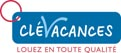 CLÉVACANCES
LOUEZ EN TOUTE QUALITÉ